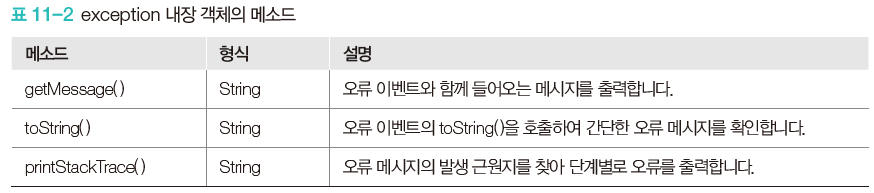 표 11-2 exception 내장 객체의 메소드
메소드 형식 설명
getMessage() String 오류 이벤트와 함께 들어오는 메시지를 출력합니다.
toString() String 오류 이벤트의 toString()을 호출하여 간단한 오류 메시지를 확인합니다.
printStackTrace() String 오류 메시지의 발생 근원지를 찾아 단계별로 오류를 출력합니다.